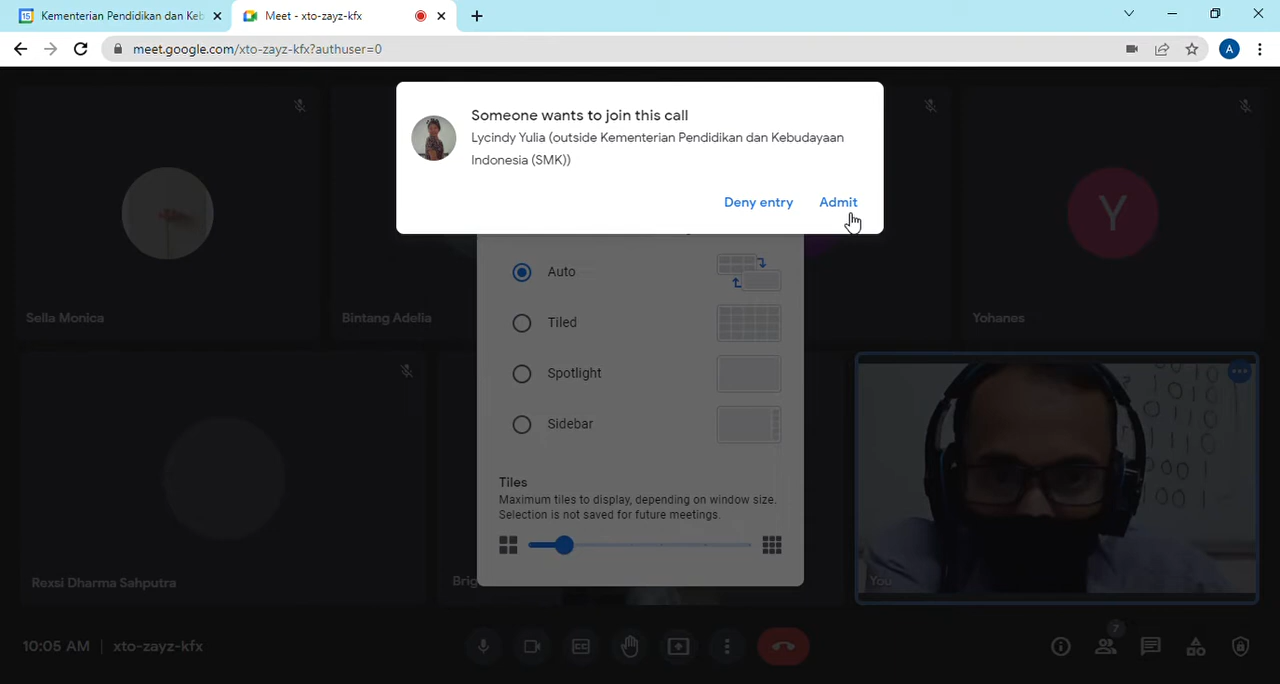 15 Kementerian Pendidikan dan Keb
Meet - xto-zayz-kfx
meet.google.com/xto-zayz-kfx?authuser=0
A
Someone wants to join this call
Lycindy Yulia (outside Kementerian Pendidikan dan Kebudayaan
Indonesia (SMK))
Deny entry Admit
Auto
Tiled
Spotlight
Sidebar
Tiles
Maximum tiles to display, depending on window size.
Selection is not saved for future meetings.
Sella Monica
Bintang Adelia
Y
Yohanes
Rexsi Dharma Sahputra
Brig
You
10:05 AM | xto-zayz-kfx
CC
7